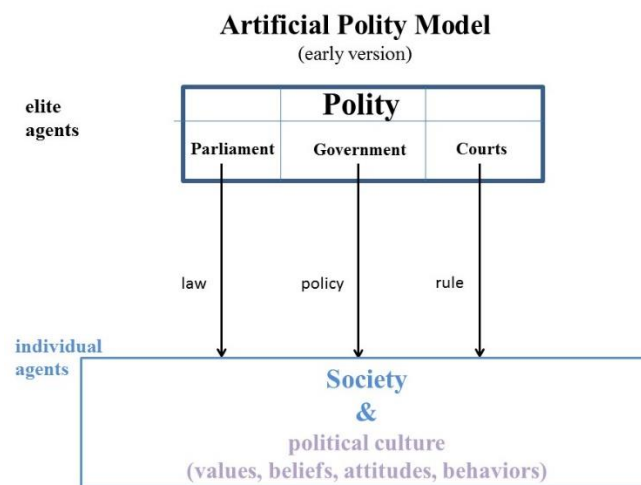 Artificial Polity Model
(early version)
elite
agents
Polity
Parliament
Government
Courts
law
policy
rule
individual
agents
Society
&
political culture
(values, beliefs, attitudes, behaviors)